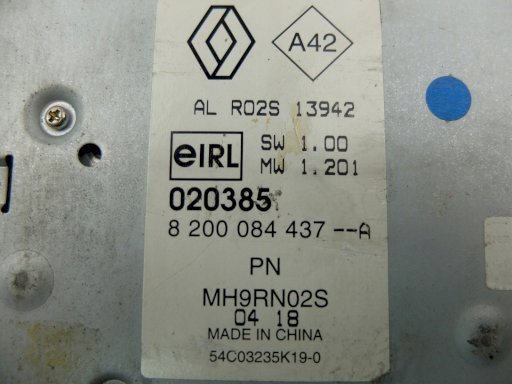 A42
AL R02S 13942
eIRL SW 1.00
MW 1.201
020385
8 200 084 437 --A
PN
MH9RN02S
04 18
MADE IN CHINA
54C03235K19-0